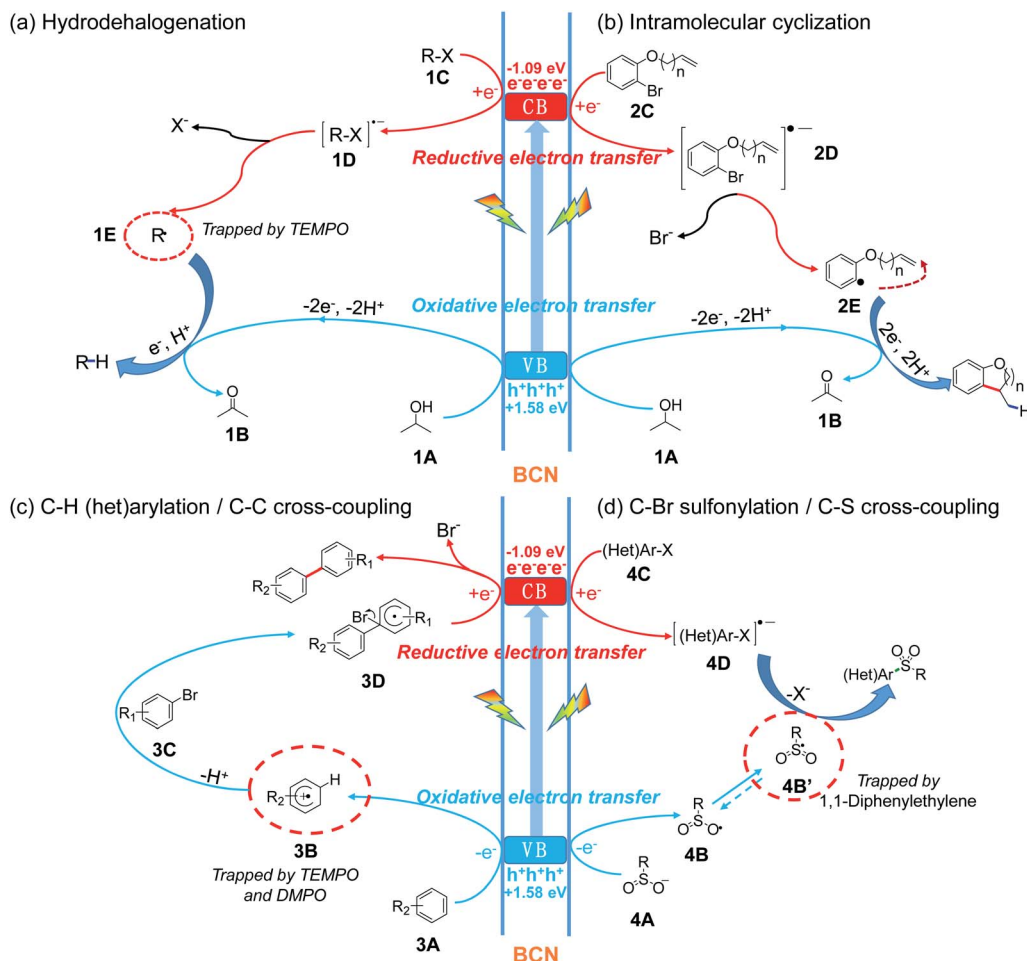 (a) Hydrodehalogenation
(b) Intramolecular cyclization
R-X
1C
+e-
-1.09 eV
e-e-e-e-
CB
+e-
O
n
Br
2C
X-
[R-X]•−
1D
Reductive electron transfer
O
n
Br
•−
2D
1E
R•
Trapped by TEMPO
Br-
O
n
2E
Oxidative electron transfer
-2e-, -2H+
-2e-, -2H+
e-, H+
2e-, 2H+
R-H
O
1B
OH
1A
VB
h+h+h+
+1.58 eV
OH
1A
O
1B
O
n
H
BCN
(c) C-H (het)arylation / C-C cross-coupling
(d) C-Br sulfonylation / C-S cross-coupling
Br-
R1
R2
+e-
-1.09 eV
e-e-e-e-
CB
+e-
(Het)Ar-X
4C
Br
R1
R2
3D
Reductive electron transfer
[(Het)Ar-X]•−
4D
O O
(Het)Ar S R
-X-
Br
R1
3C
R
O S O
4B’
Trapped by
1,1-Diphenylethylene
-H+
H
R2
3B
Trapped by TEMPO
and DMPO
Oxidative electron transfer
R
O S O•
4B
-e-
VB
h+h+h+
+1.58 eV
-e-
R
O S O-
4A
R2
3A
BCN